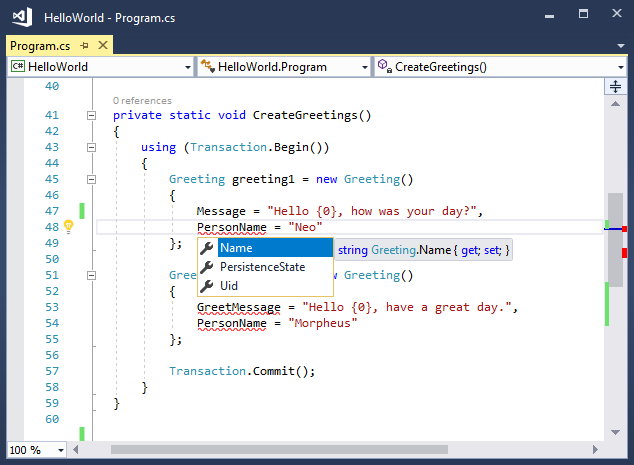 HelloWorld - Program.cs
Program.cs
C# HelloWorld HelloWorld.Program CreateGreetings()
40
0 references
41 private static void CreateGreetings()
42 {
43 using (Transaction.Begin())
44 {
45 Greeting greeting1 = new Greeting()
46 {
47 Message = "Hello {0}, how was your day?",
48 PersonName = "Neo"
49 };
Name string Greeting.Name { get; set; }
50
PersistenceState
51 Gre w Greeting()
Uid
52 {
53 GreetMessage = "Hello {0}, have a great day.",
54 PersonName = "Morpheus"
55 };
56
57 Transaction.Commit();
58 }
59 }
60
100 %